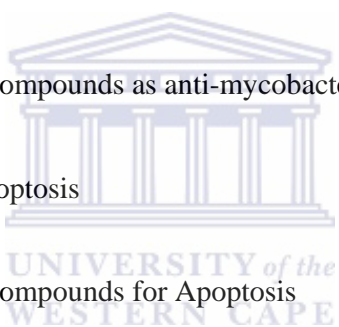 ompounds as anti-mycobacte
optosis
UNIVERSITY of the
ompounds for Apoptosis
WESTERN CAPE